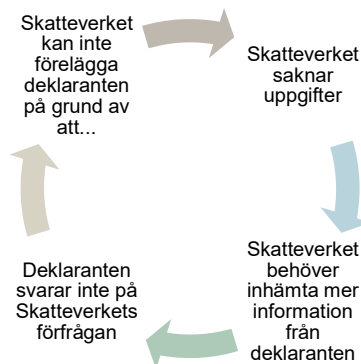 Skatteverket
kan inte
förelägga
deklaranten
på grund av
att...
Skatteverket
saknar
uppgifter
Skatteverket
behöver
inhämta mer
information
från
deklaranten
Deklaranten
svarar inte på
Skatteverkets
förfrågan